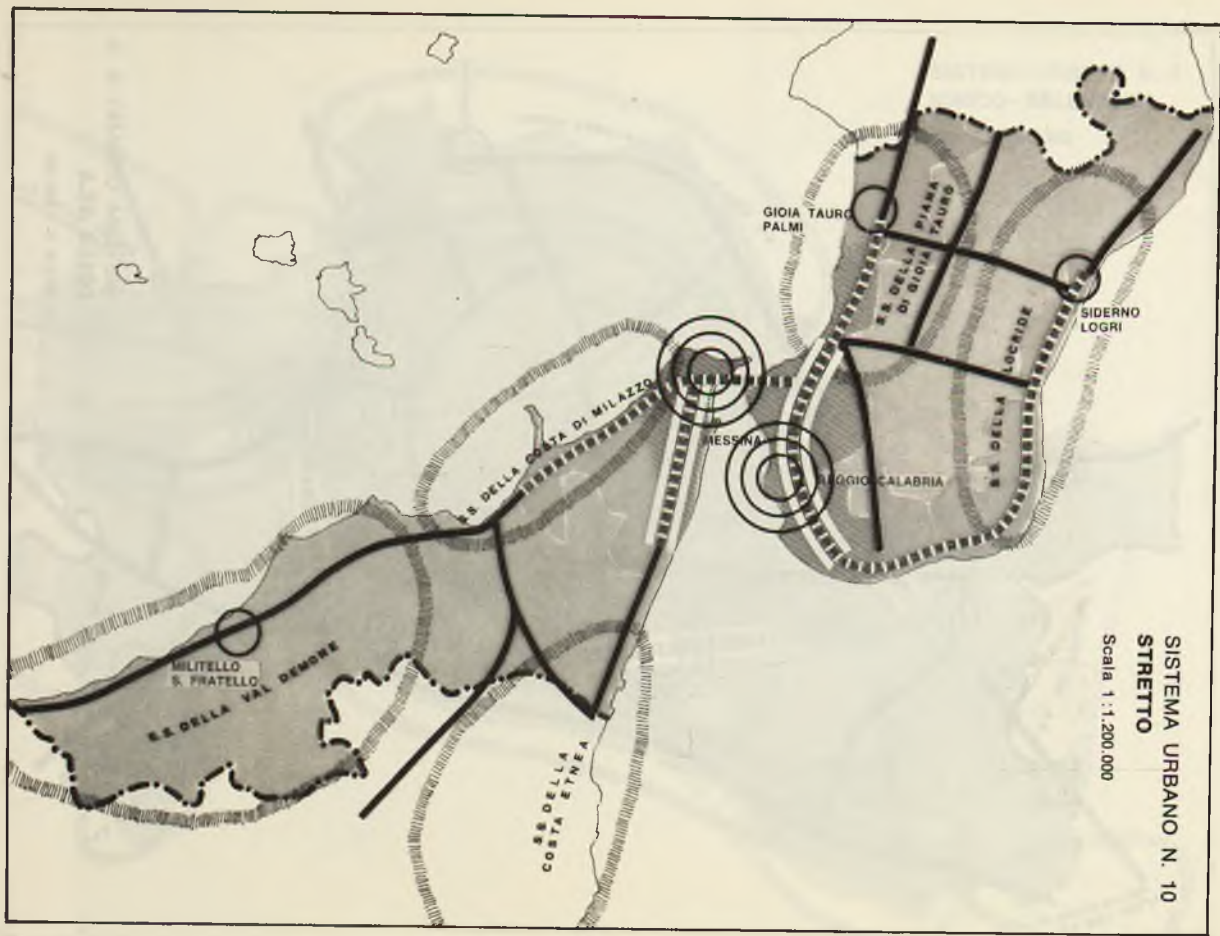 SISTEMA URBANO N. 10
STRETTO
Scala 1:1.200.000
GIOIA TAURO
PALMI
S.S. DELLA PIANA
DI GIOIA TAURO
SIDERNO
LOGRI
S.S. DELLA LOCRIDE
MESSINA
REGGIO CALABRIA
S.S. DELLA COSTA DI MILAZZO
MILITELLO
S. FRATELLO
S.S. DELLA VAL DEMONE
S.S. DELLA
COSTA ETNEA